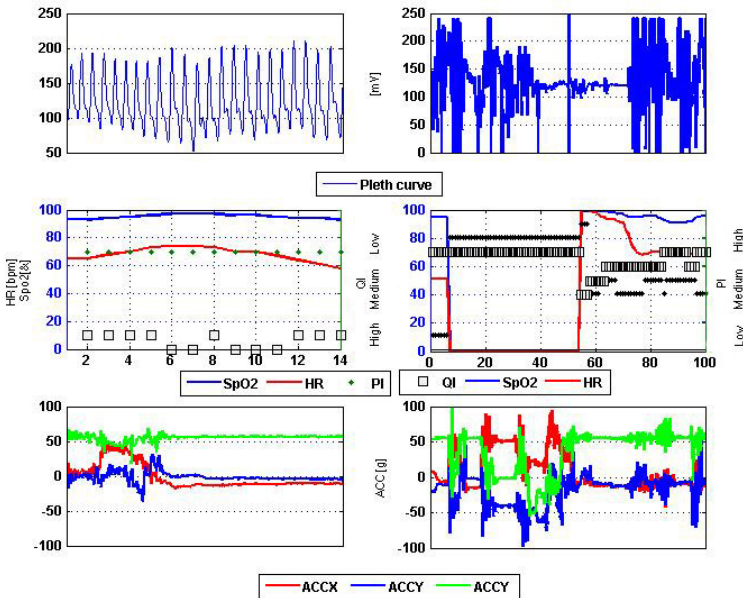 250 250
200 200
150 150
100 100
50 50
0
[mY]
Pleth curve
100 100
80 80
60 60
40 40
20 20
0 0
HR [bpm]
Spo2[&]
QI
Low
Medium
High
PI
High
Medium
Low
2 4 6 8 10 12 14
0 20 40 60 80 100
SpO2 HR PI
QI SpO2 HR
100 100
50 50
0 0
-50 -50
-100 -100
ACC [g]
ACCX ACCY ACCY